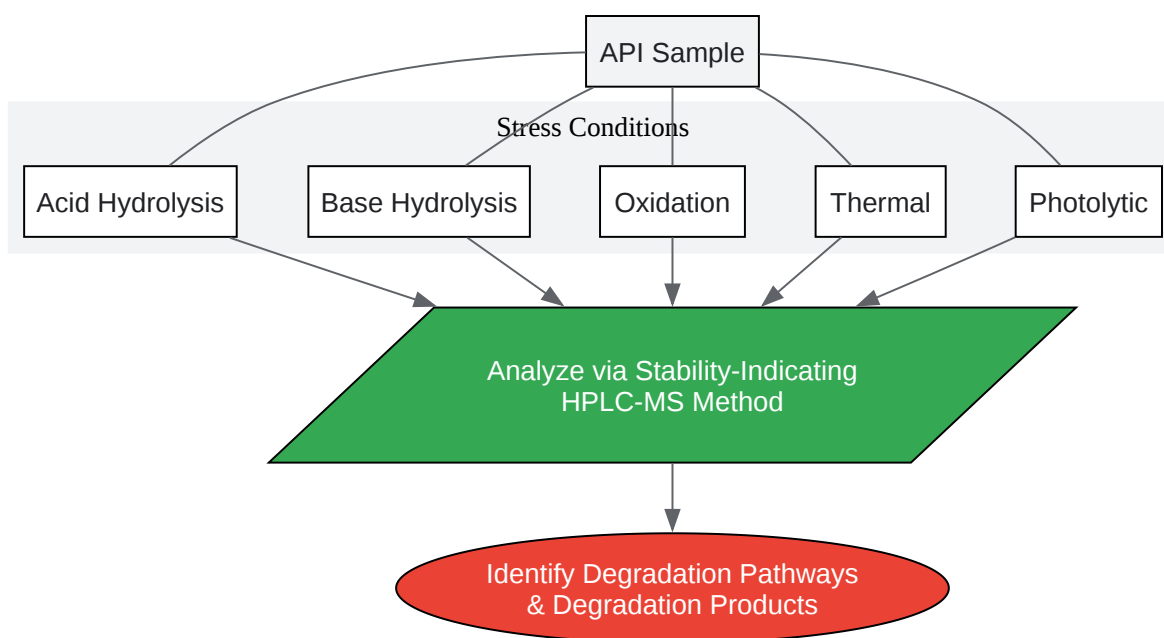 API Sample
Stress Conditions
Acid Hydrolysis
Base Hydrolysis
Oxidation
Thermal
Photolytic
Analyze via Stability-Indicating
HPLC-MS Method
Identify Degradation Pathways
& Degradation Products